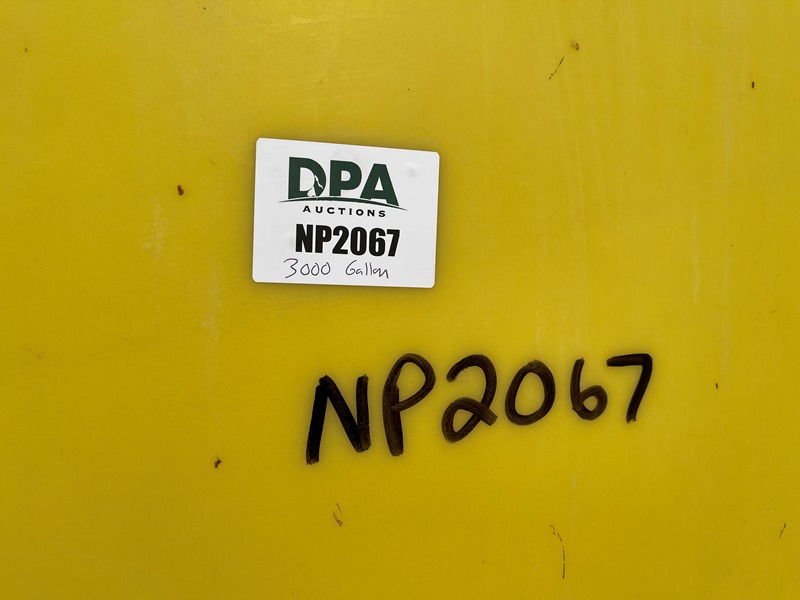 DPA
AUCTIONS
NP2067
3000 Gallon
NP2067